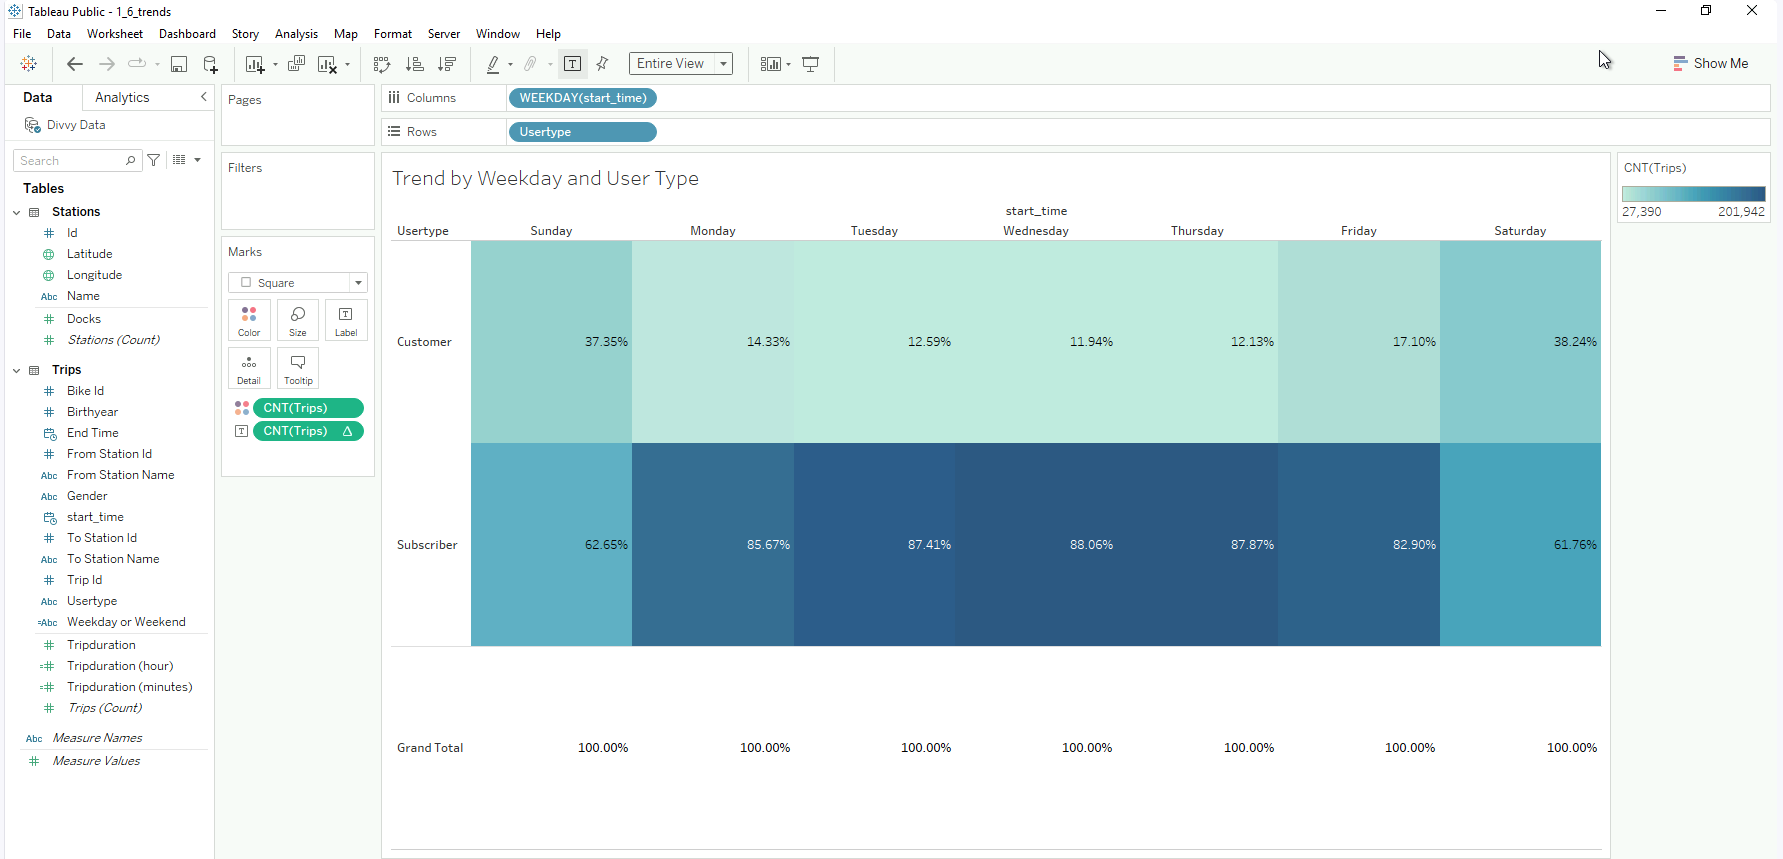 Tableau Public - 1_6_trends
File Data Worksheet Dashboard Story Analysis Map Format Server Window Help
Entire View
Show Me
Data Analytics
Divvy Data
Search
Tables
Stations
# Id
Latitude
Longitude
Abc Name
# Docks
# Stations (Count)
Trips
# Bike Id
# Birthyear
End Time
# From Station Id
Abc From Station Name
Abc Gender
start_time
# To Station Id
Abc To Station Name
# Trip Id
Abc Usertype
=Abc Weekday or Weekend
# Tripduration
=# Tripduration (hour)
=# Tripduration (minutes)
# Trips (Count)
Abc Measure Names
# Measure Values
Pages
Filters
Marks
Square
Color Size Label
Detail Tooltip
CNT(Trips)
CNT(Trips) Δ
Columns WEEKDAY(start_time)
Rows Usertype
Trend by Weekday and User Type
start_time
Usertype Sunday Monday Tuesday Wednesday Thursday Friday Saturday
Customer 37.35% 14.33% 12.59% 11.94% 12.13% 17.10% 38.24%
Subscriber 62.65% 85.67% 87.41% 88.06% 87.87% 82.90% 61.76%
Grand Total 100.00% 100.00% 100.00% 100.00% 100.00% 100.00% 100.00%
CNT(Trips)
27,390 201,942